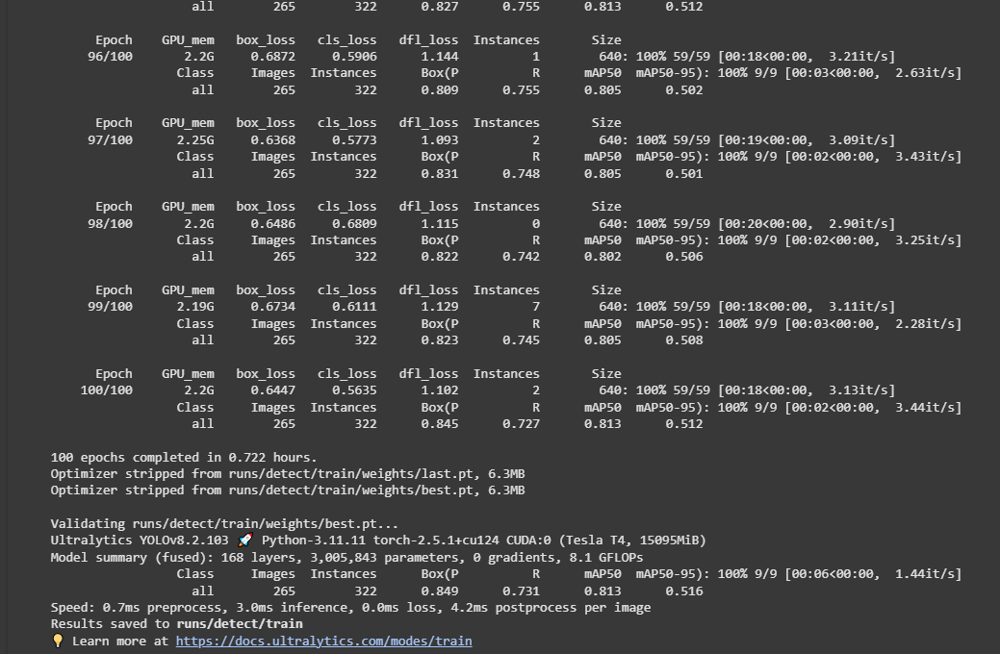 all 265 322 0.827 0.755 0.813 0.512
Epoch GPU_mem box_loss cls_loss dfl_loss Instances Size
96/100 2.2G 0.6872 0.5906 1.144 1 640: 100% 59/59 [00:18<00:00, 3.21it/s]
Class Images Instances Box(P R mAP50 mAP50-95): 100% 9/9 [00:03<00:00, 2.63it/s]
all 265 322 0.809 0.755 0.805 0.502
Epoch GPU_mem box_loss cls_loss dfl_loss Instances Size
97/100 2.25G 0.6368 0.5773 1.093 2 640: 100% 59/59 [00:19<00:00, 3.09it/s]
Class Images Instances Box(P R mAP50 mAP50-95): 100% 9/9 [00:02<00:00, 3.43it/s]
all 265 322 0.831 0.748 0.805 0.501
Epoch GPU_mem box_loss cls_loss dfl_loss Instances Size
98/100 2.2G 0.6486 0.6809 1.115 0 640: 100% 59/59 [00:20<00:00, 2.90it/s]
Class Images Instances Box(P R mAP50 mAP50-95): 100% 9/9 [00:02<00:00, 3.25it/s]
all 265 322 0.822 0.742 0.802 0.506
Epoch GPU_mem box_loss cls_loss dfl_loss Instances Size
99/100 2.19G 0.6734 0.6111 1.129 7 640: 100% 59/59 [00:18<00:00, 3.11it/s]
Class Images Instances Box(P R mAP50 mAP50-95): 100% 9/9 [00:03<00:00, 2.28it/s]
all 265 322 0.823 0.745 0.805 0.508
Epoch GPU_mem box_loss cls_loss dfl_loss Instances Size
100/100 2.2G 0.6447 0.5635 1.102 2 640: 100% 59/59 [00:18<00:00, 3.13it/s]
Class Images Instances Box(P R mAP50 mAP50-95): 100% 9/9 [00:02<00:00, 3.44it/s]
all 265 322 0.845 0.727 0.813 0.512
100 epochs completed in 0.722 hours.
Optimizer stripped from runs/detect/train/weights/last.pt, 6.3MB
Optimizer stripped from runs/detect/train/weights/best.pt, 6.3MB
Validating runs/detect/train/weights/best.pt...
Ultralytics YOLOv8.2.103 🚀 Python-3.11.11 torch-2.5.1+cu124 CUDA:0 (Tesla T4, 15095MiB)
Model summary (fused): 168 layers, 3,005,843 parameters, 0 gradients, 8.1 GFLOPs
Class Images Instances Box(P R mAP50 mAP50-95): 100% 9/9 [00:06<00:00, 1.44it/s]
all 265 322 0.849 0.731 0.813 0.516
Speed: 0.7ms preprocess, 3.0ms inference, 0.0ms loss, 4.2ms postprocess per image
Results saved to runs/detect/train
💡 Learn more at https://docs.ultralytics.com/modes/train